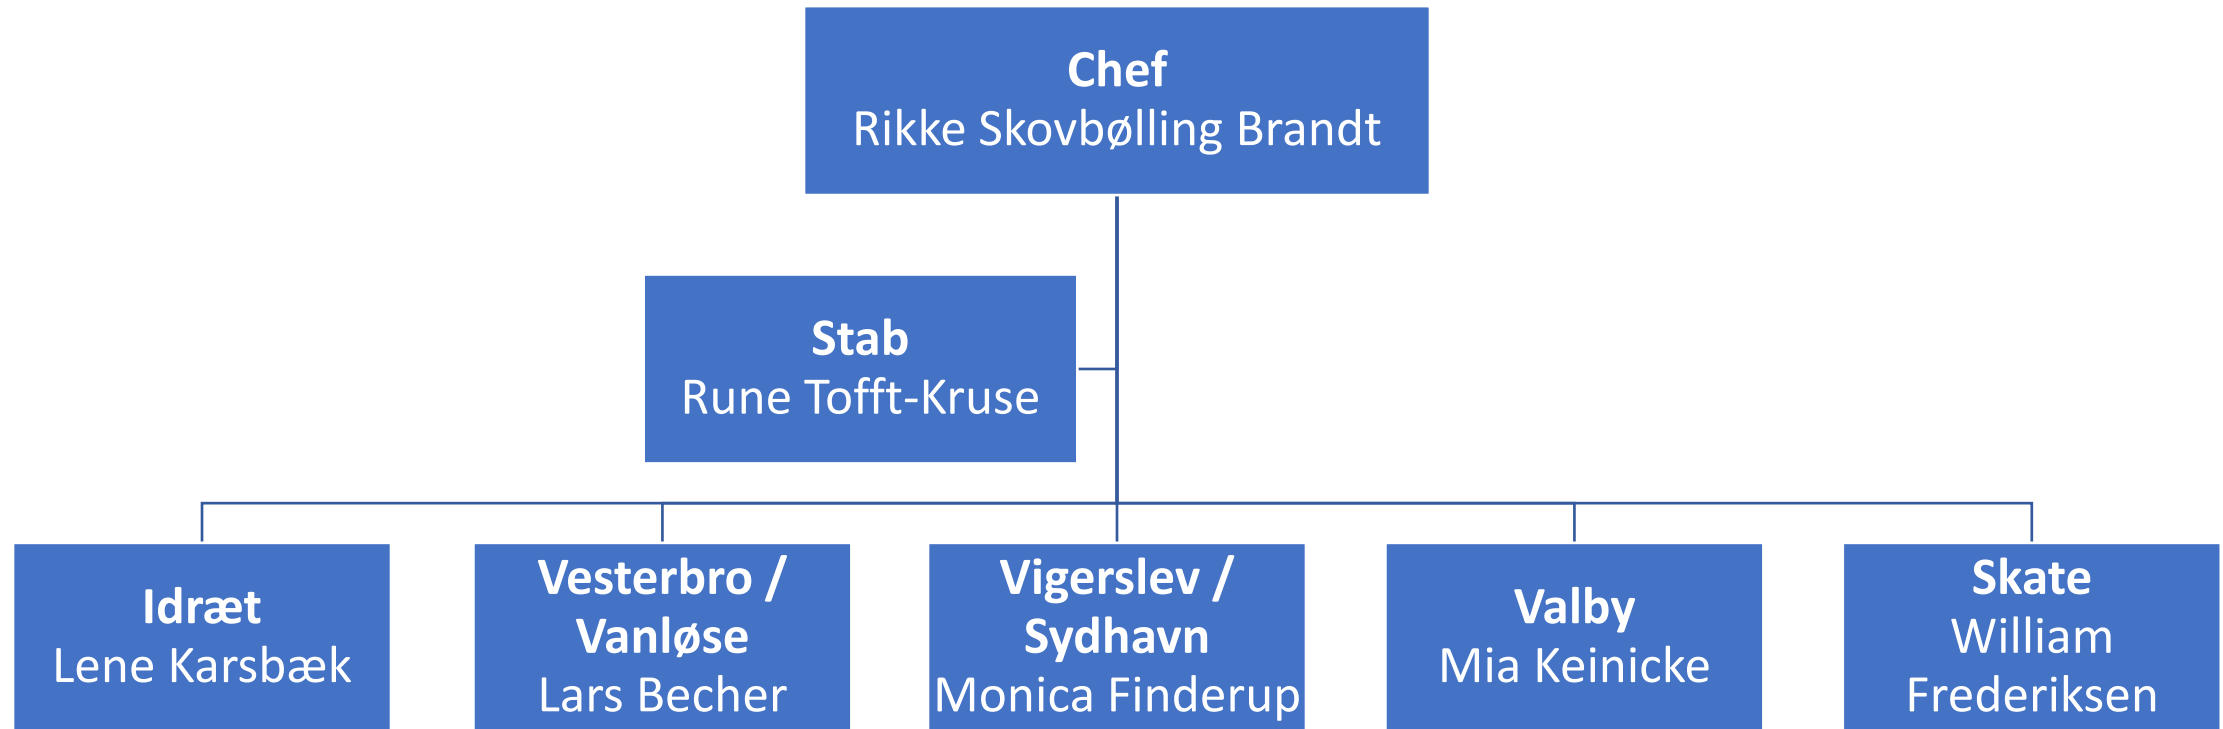 Chef
Rikke Skovbølling Brandt
Stab
Rune Tofft-Kruse
Idræt
Lene Karsbæk
Vesterbro /
Vanløse
Lars Becher
Vigerslev /
Sydhavn
Monica Finderup
Valby
Mia Keinicke
Skate
William
Frederiksen